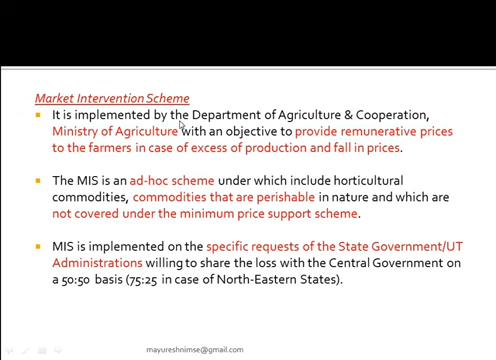 Market Intervention Scheme
It is implemented by the Department of Agriculture & Cooperation,
Ministry of Agriculture with an objective to provide remunerative prices
to the farmers in case of excess of production and fall in prices.
The MIS is an ad-hoc scheme under which include horticultural
commodities, commodities that are perishable in nature and which are
not covered under the minimum price support scheme.
MIS is implemented on the specific requests of the State Government/UT
Administrations willing to share the loss with the Central Government on
a 50:50 basis (75:25 in case of North-Eastern States).
mayureshnimse@gmail.com